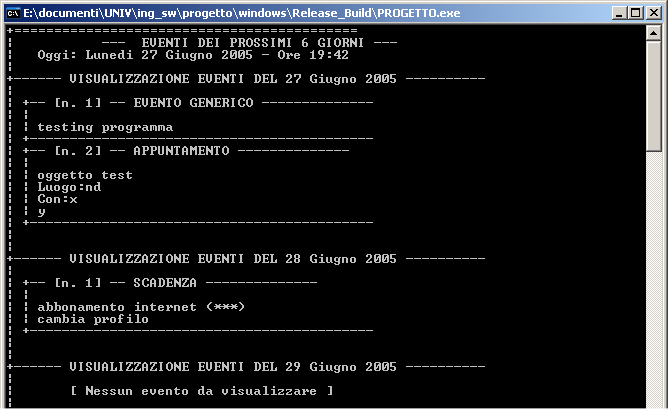 E:\documenti\UNIV\ing_sw\progetto\windows\Release_Build\PROGETTO.exe
--- EVENTI DEI PROSSIMI 6 GIORNI ---
Oggi: Lunedi 27 Giugno 2005 - Ore 19:42
+------ VISUALIZZAZIONE EVENTI DEL 27 Giugno 2005 ----------
+-- [n. 1] -- EVENTO GENERICO --------------
testing programma
+-- [n. 2] -- APPUNTAMENTO --------------
oggetto test
Luogo:nd
Con:x
y
+------ VISUALIZZAZIONE EVENTI DEL 28 Giugno 2005 ----------
+-- [n. 1] -- SCADENZA --------------
abbonamento internet (***)
cambia profilo
+------ VISUALIZZAZIONE EVENTI DEL 29 Giugno 2005 ----------
[ Nessun evento da visualizzare ]